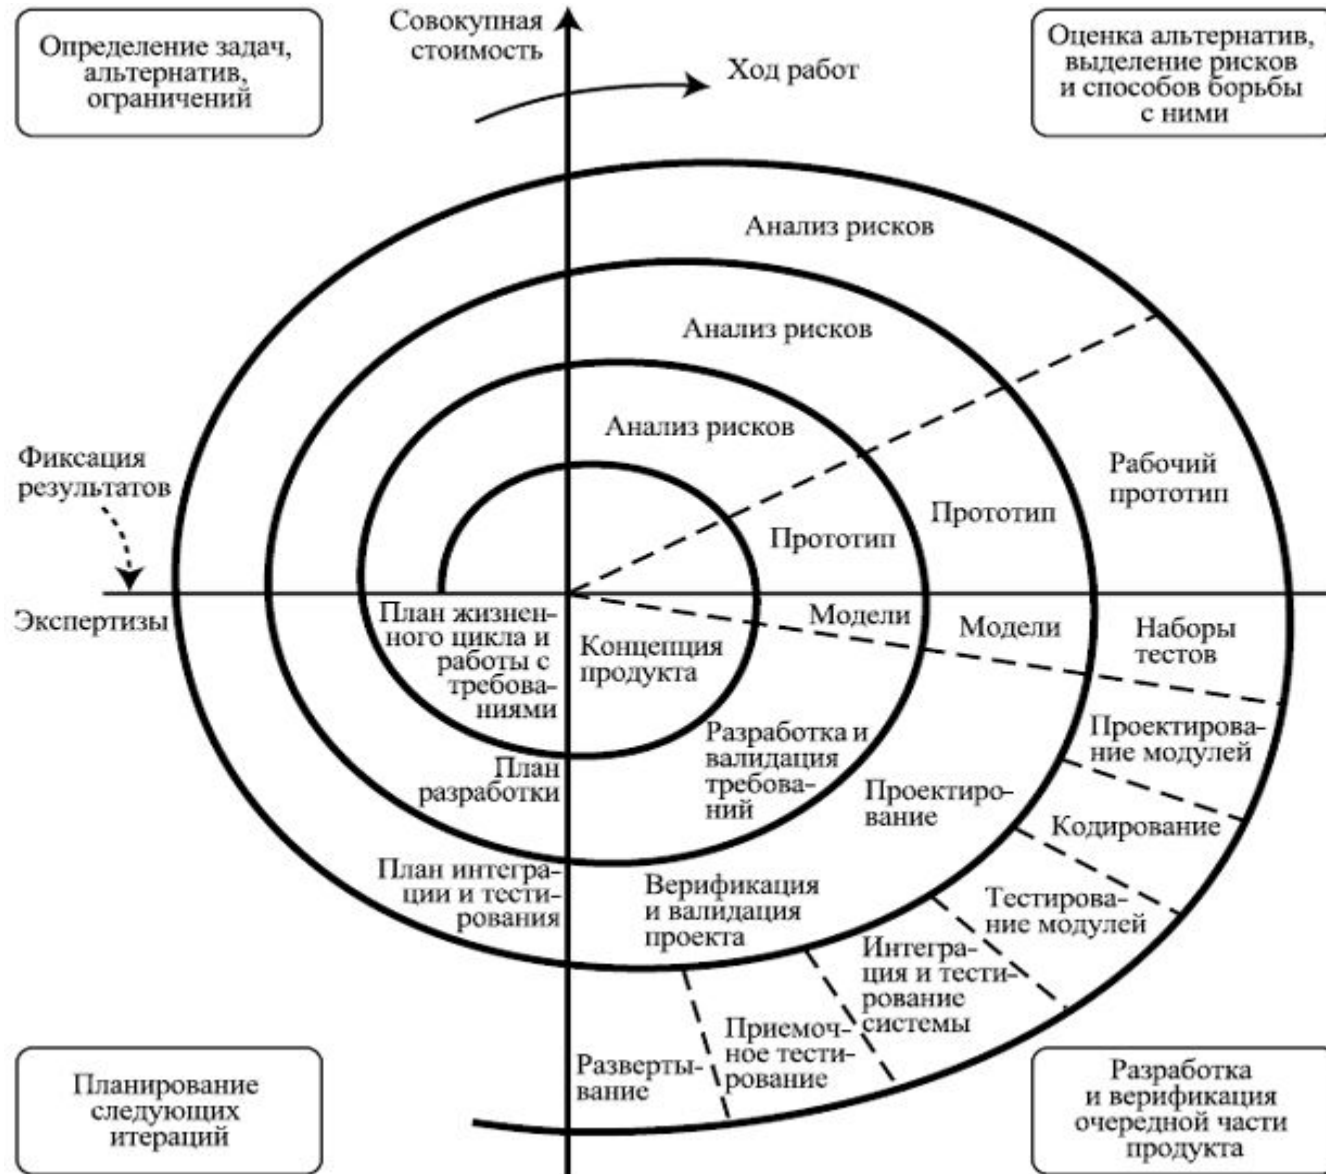 Определение задач,
альтернатив,
ограничений
Совокупная
стоимость
Ход работ
Оценка альтернатив,
выделение рисков
и способов борьбы
с ними
Анализ рисков
Анализ рисков
Анализ рисков
Фиксация
результатов
Рабочий
прототип
Прототип
Прототип
Экспертизы
План жизнен-
ного цикла и
работы с
требова-
ниями
Концепция
продукта
Модели
Модели
Наборы
тестов
План
разработки
Разработка и
валидация
требова-
ний
Проектиро-
вание
Проектирова-
ание модулей
Кодирование
План интегра-
ции и тести-
рования
Верификация
и валидация
проекта
Тестирова-
ние модулей
Интегра-
ция и тести-
рование
системы
Приемоч-
ное тести-
рование
Разверты-
вание
Планирование
следующих
итераций
Разработка
и верификация
очередной части
продукта